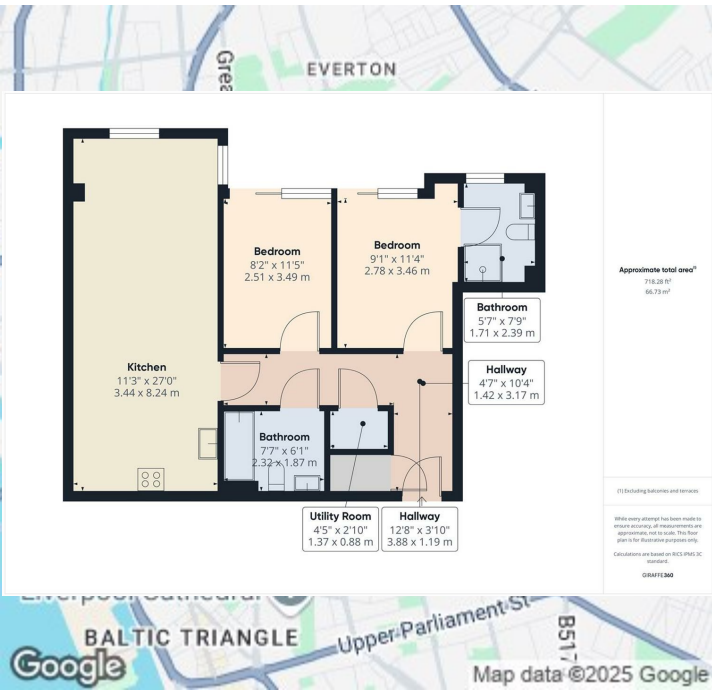 Grea
EVERTON
Bedroom
8'2" x 11'5"
2.51 x 3.49 m
Bedroom
9'1" x 11'4"
2.78 x 3.46 m
Approximate total area⁽¹⁾
718.28 ft²
66.73 m²
Bathroom
5'7" x 7'9"
1.71 x 2.39 m
Kitchen
11'3" x 27'0"
3.44 x 8.24 m
Hallway
4'7" x 10'4"
1.42 x 3.17 m
Bathroom
7'7" x 6'1"
2.32 x 1.87 m
Utility Room
4'5" x 2'10"
1.37 x 0.88 m
Hallway
12'8" x 3'10"
3.88 x 1.19 m
(1) Excluding balconies and terraces
While every attempt has been made to
ensure accuracy, all measurements are
approximate, not to scale. This floor
plan is for illustrative purposes only.
Calculations are based on RICS IPMS 3C
standard.
GIRAFFE360
Liverpool Cathedral
BALTIC TRIANGLE
Upper Parliament St
B517
Google
Map data ©2025 Google